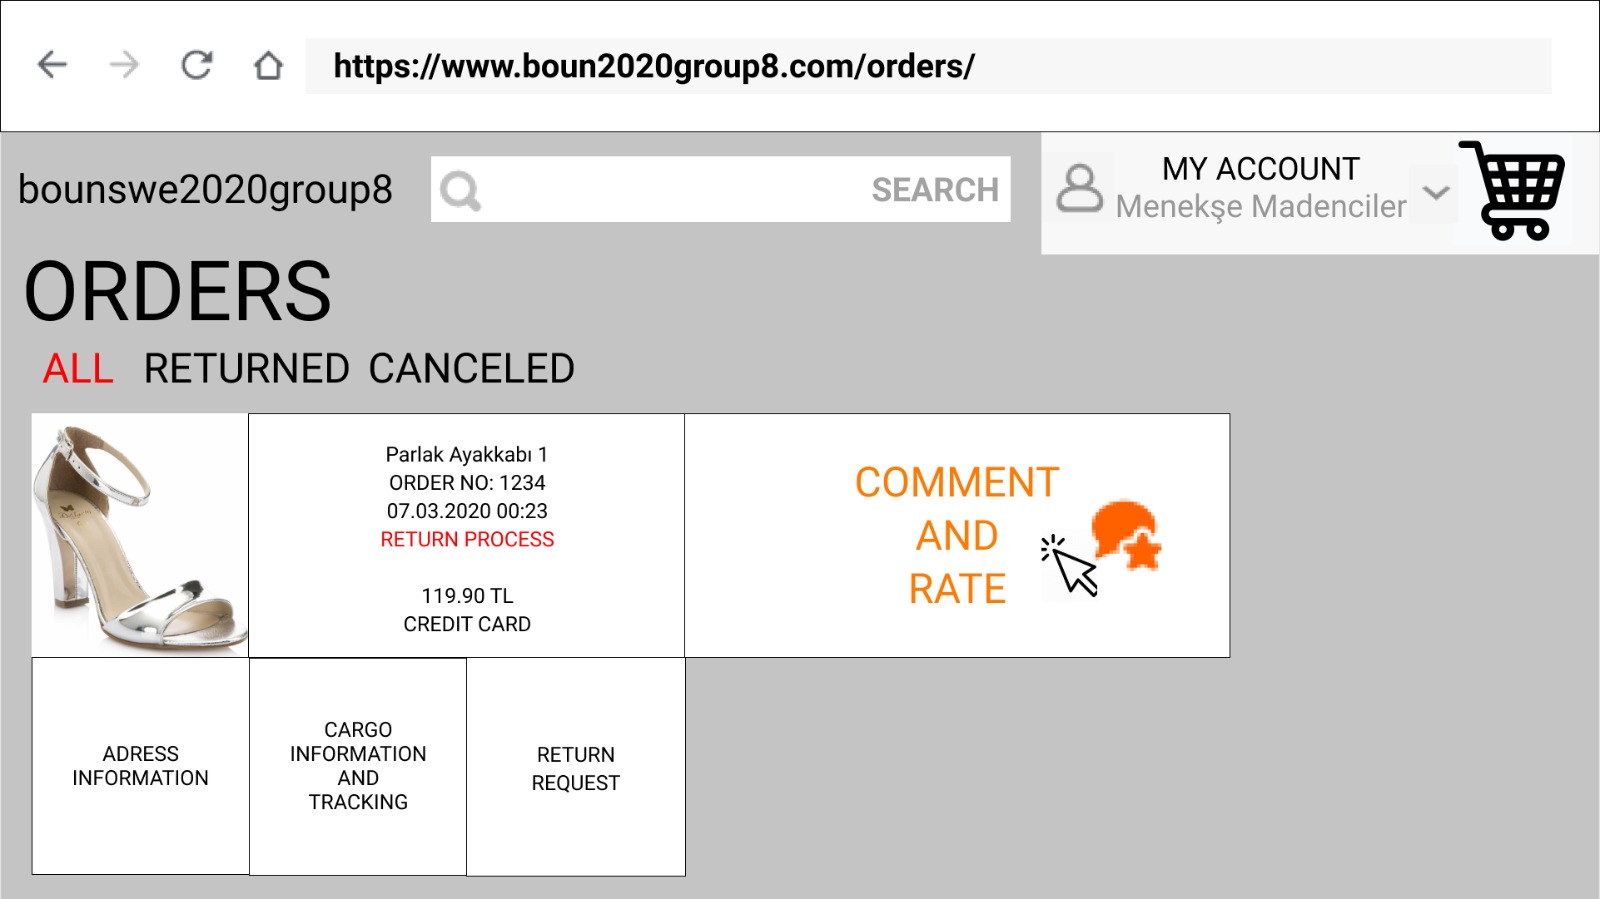 https://www.boun2020group8.com/orders/
bounswe2020group8
SEARCH
MY ACCOUNT
Menekşe Madenciler
ORDERS
ALL RETURNED CANCELED
Parlak Ayakkabı 1
ORDER NO: 1234
07.03.2020 00:23
RETURN PROCESS
119.90 TL
CREDIT CARD
COMMENT
AND
RATE
ADRESS
INFORMATION
CARGO
INFORMATION
AND
TRACKING
RETURN
REQUEST